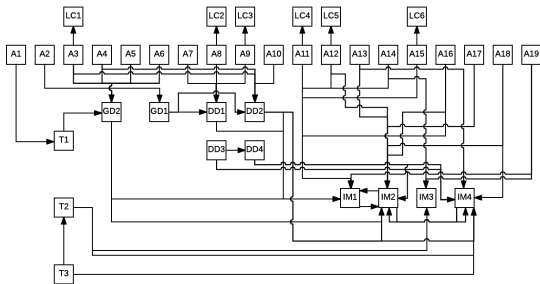 LC1 LC2 LC3 LC4 LC5 LC6
A1 A2 A3 A4 A5 A6 A7 A8 A9 A10 A11 A12 A13 A14 A15 A16 A17 A18 A19
GD2 GD1 DD1 DD2
T1
DD3 DD4
IM1 IM2 IM3 IM4
T2
T3